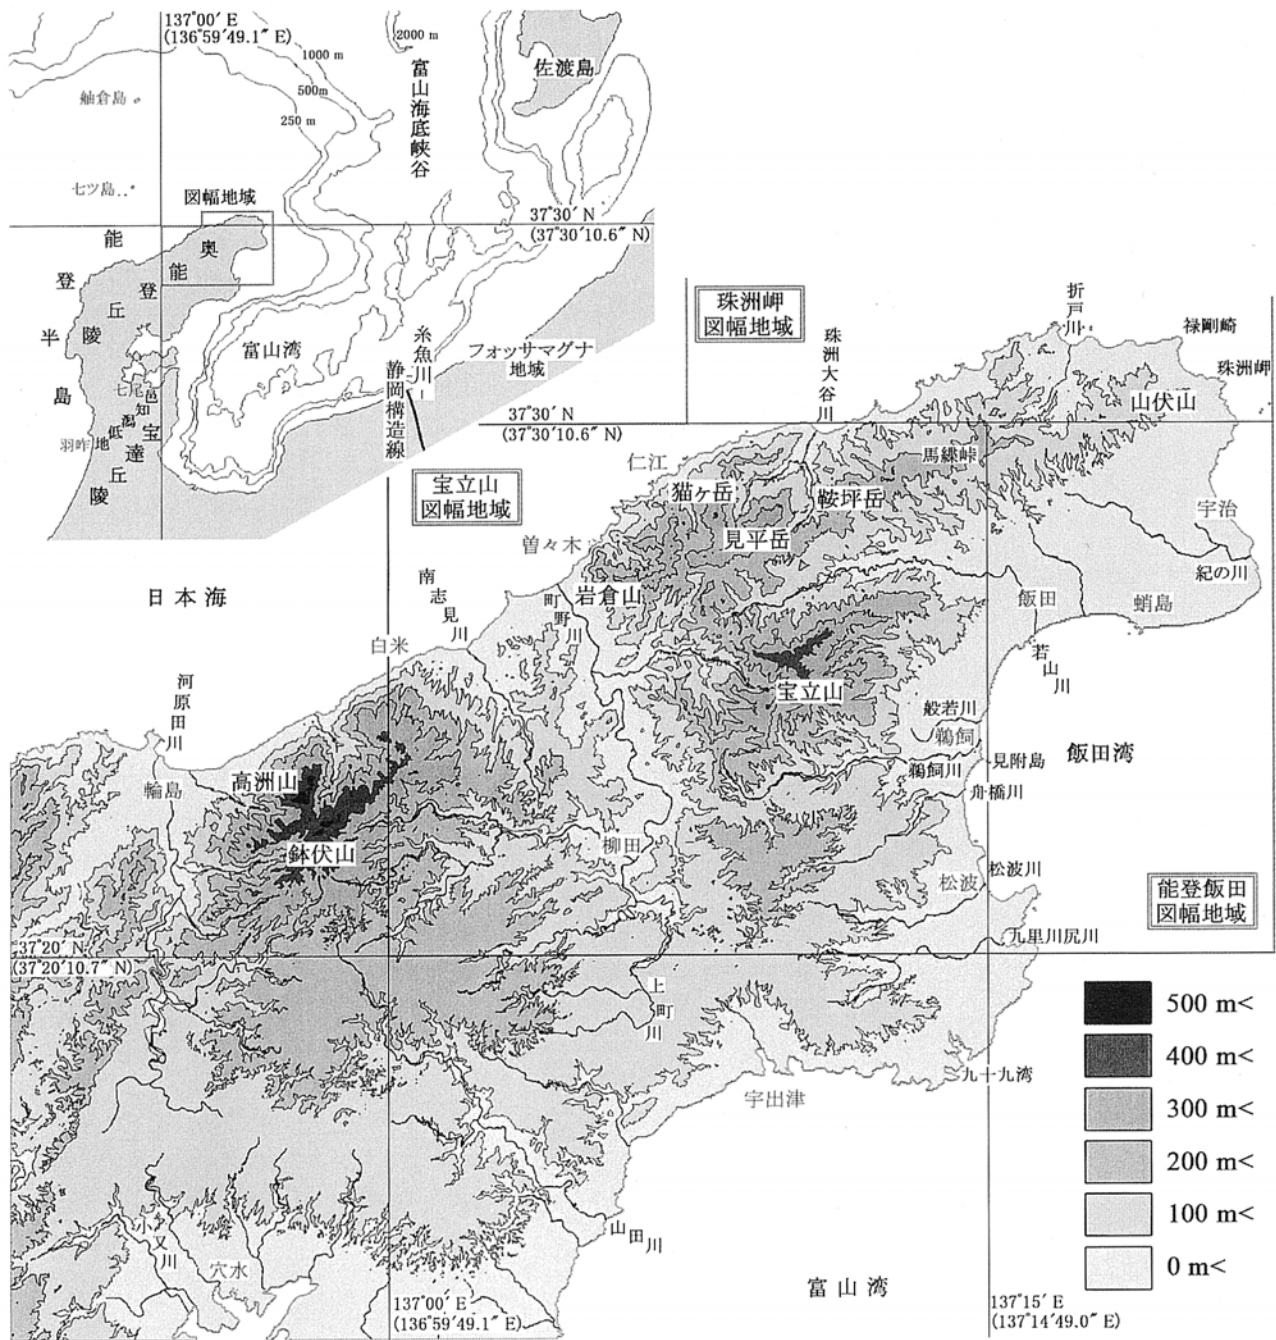 137°00′ E
(136°59′49.1″ E)
2000 m
1000 m
500m
250 m
富山海底峡谷
佐渡島
舳倉島
七ツ島
図幅地域
37°30′ N
(37°30′10.6″ N)
能登半島
奥能登丘陵
七尾
邑知潟低地
羽咋
宝達丘陵
富山湾
糸魚川－
静岡構造線
フォッサマグナ
地域
珠洲岬
図幅地域
37°30′ N
(37°30′10.6″ N)
宝立山
図幅地域
珠洲大谷川
折戸川
禄剛崎
珠洲岬
山伏山
馬緤峠
仁江
猫ヶ岳
鞍坪岳
見平岳
宇治
紀の川
曽々木
岩倉山
町野川
飯田
蛸島
若山川
日本海
南志見川
白米
宝立山
般若川
鵜飼
鵜飼川
見附島
飯田湾
舟橋川
河原田川
輪島
高洲山
鉢伏山
柳田
松波
松波川
能登飯田
図幅地域
九里川尻川
37°20′ N
(37°20′10.7″ N)
上町川
九十九湾
宇出津
500 m<
400 m<
300 m<
200 m<
100 m<
0 m<
山田川
小又川
穴水
富山湾
137°00′ E
(136°59′49.1″ E)
137°15′ E
(137°14′49.0″ E)